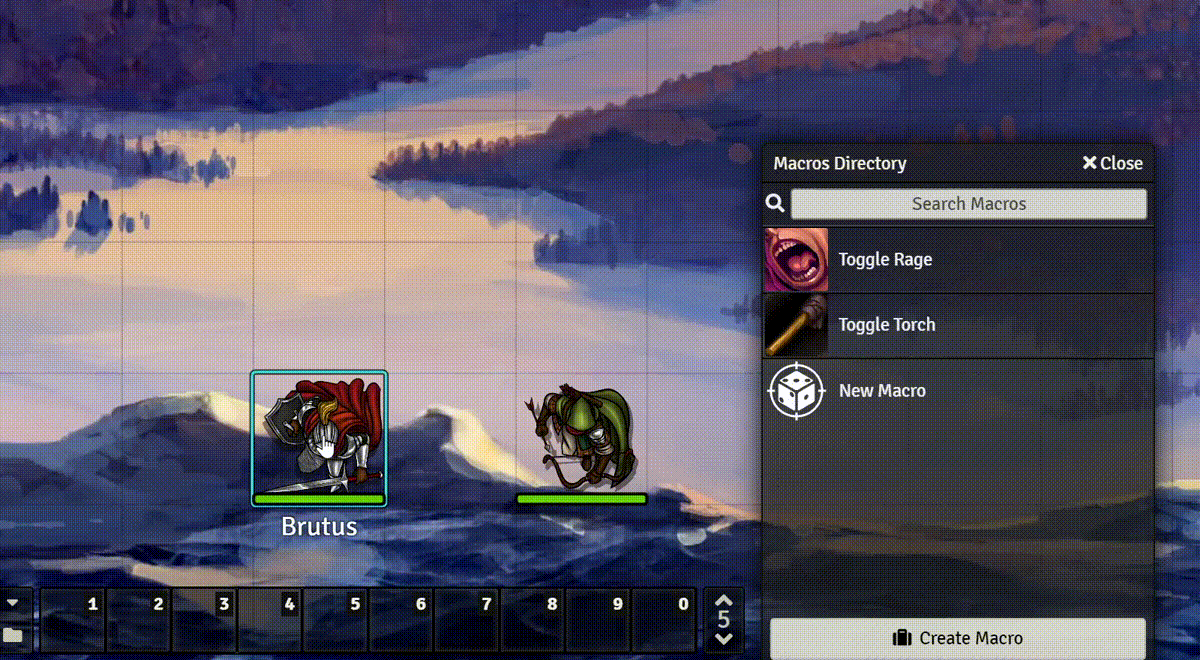 Macros Directory
Close
Search Macros
Toggle Rage
Toggle Torch
New Macro
Brutus
1 2 3 4 5 6 7 8 9 0
5
Create Macro